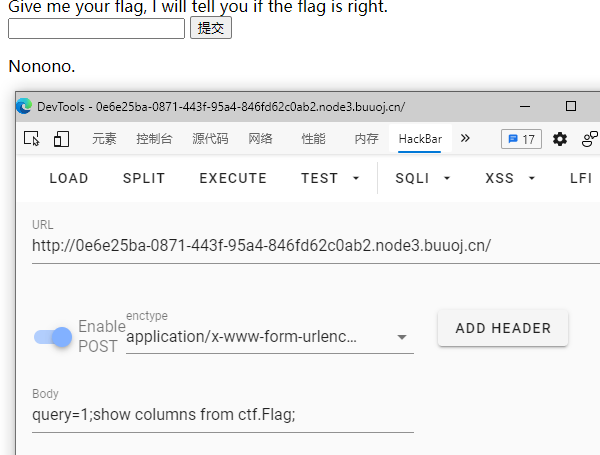 Give me your flag, I will tell you if the flag is right.
提交
Nonono.
DevTools - 0e6e25ba-0871-443f-95a4-846fd62c0ab2.node3.buuoj.cn/
元素 控制台 源代码 网络 性能 内存 HackBar » 17
LOAD SPLIT EXECUTE TEST SQLI XSS LFI
URL
http://0e6e25ba-0871-443f-95a4-846fd62c0ab2.node3.buuoj.cn/
Enable POST
enctype
application/x-www-form-urlenc...
ADD HEADER
Body
query=1;show columns from ctf.Flag;